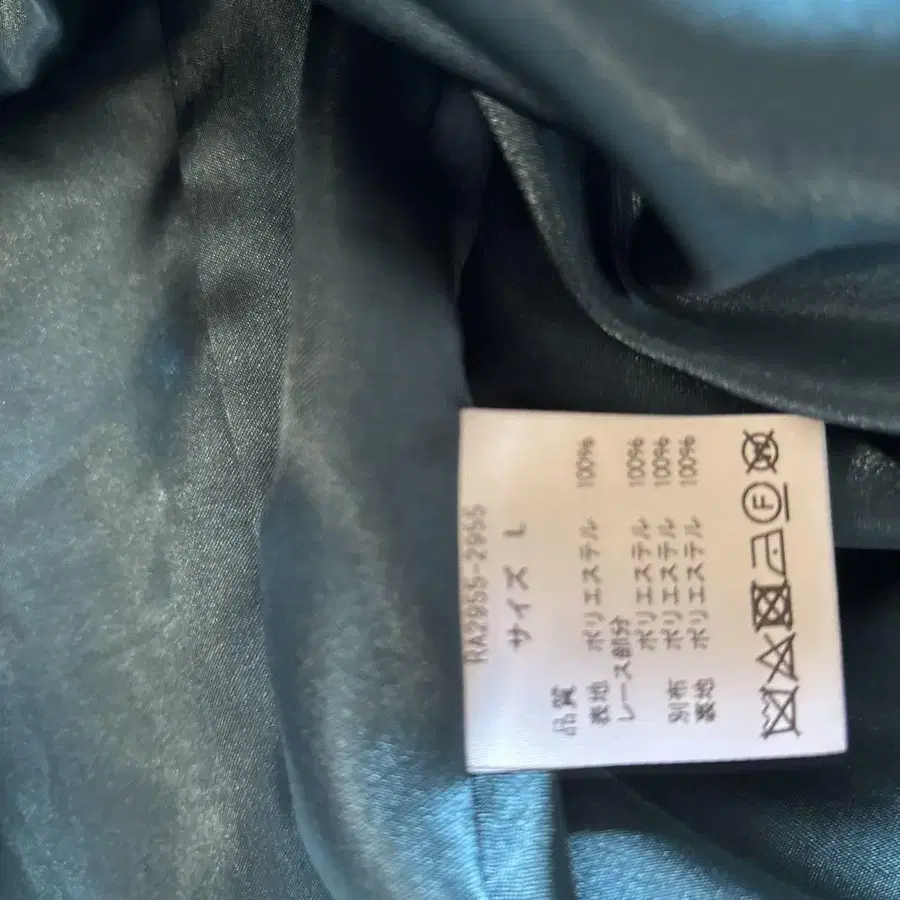 RA2955-2955
サイズ L
品質
表地 ポリエステル 100%
レース部分
ポリエステル 100%
別布 ポリエステル 100%
裏地 ポリエステル 100%
F